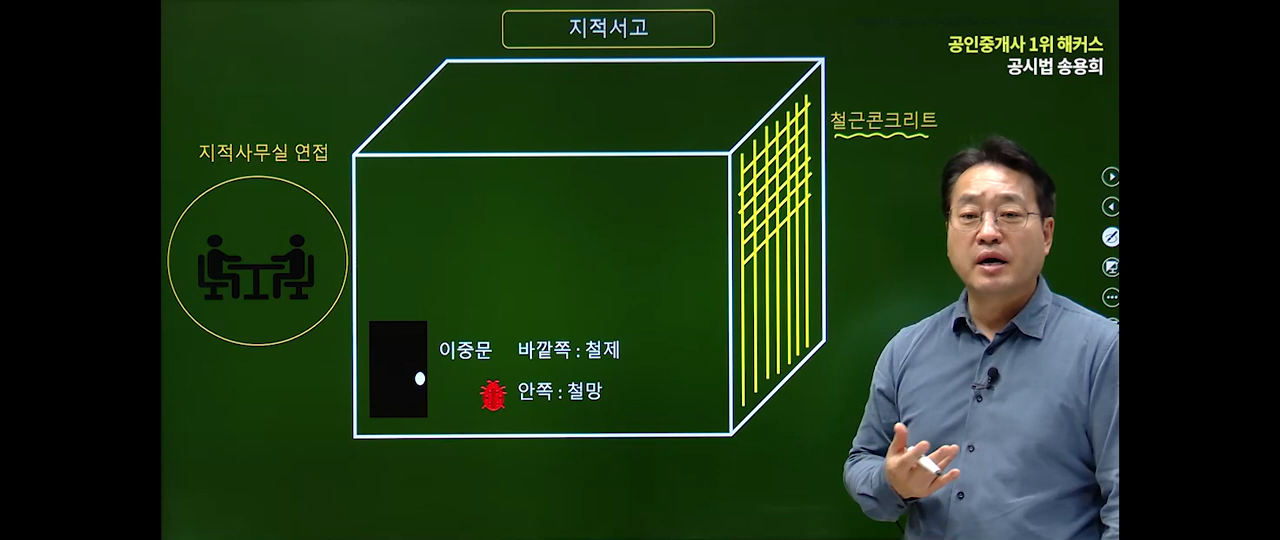 지적서고
공인중개사 1위 해커스
공시법 송용희
철근콘크리트
지적사무실 연접
이중문 바깥쪽 : 철제
안쪽 : 철망